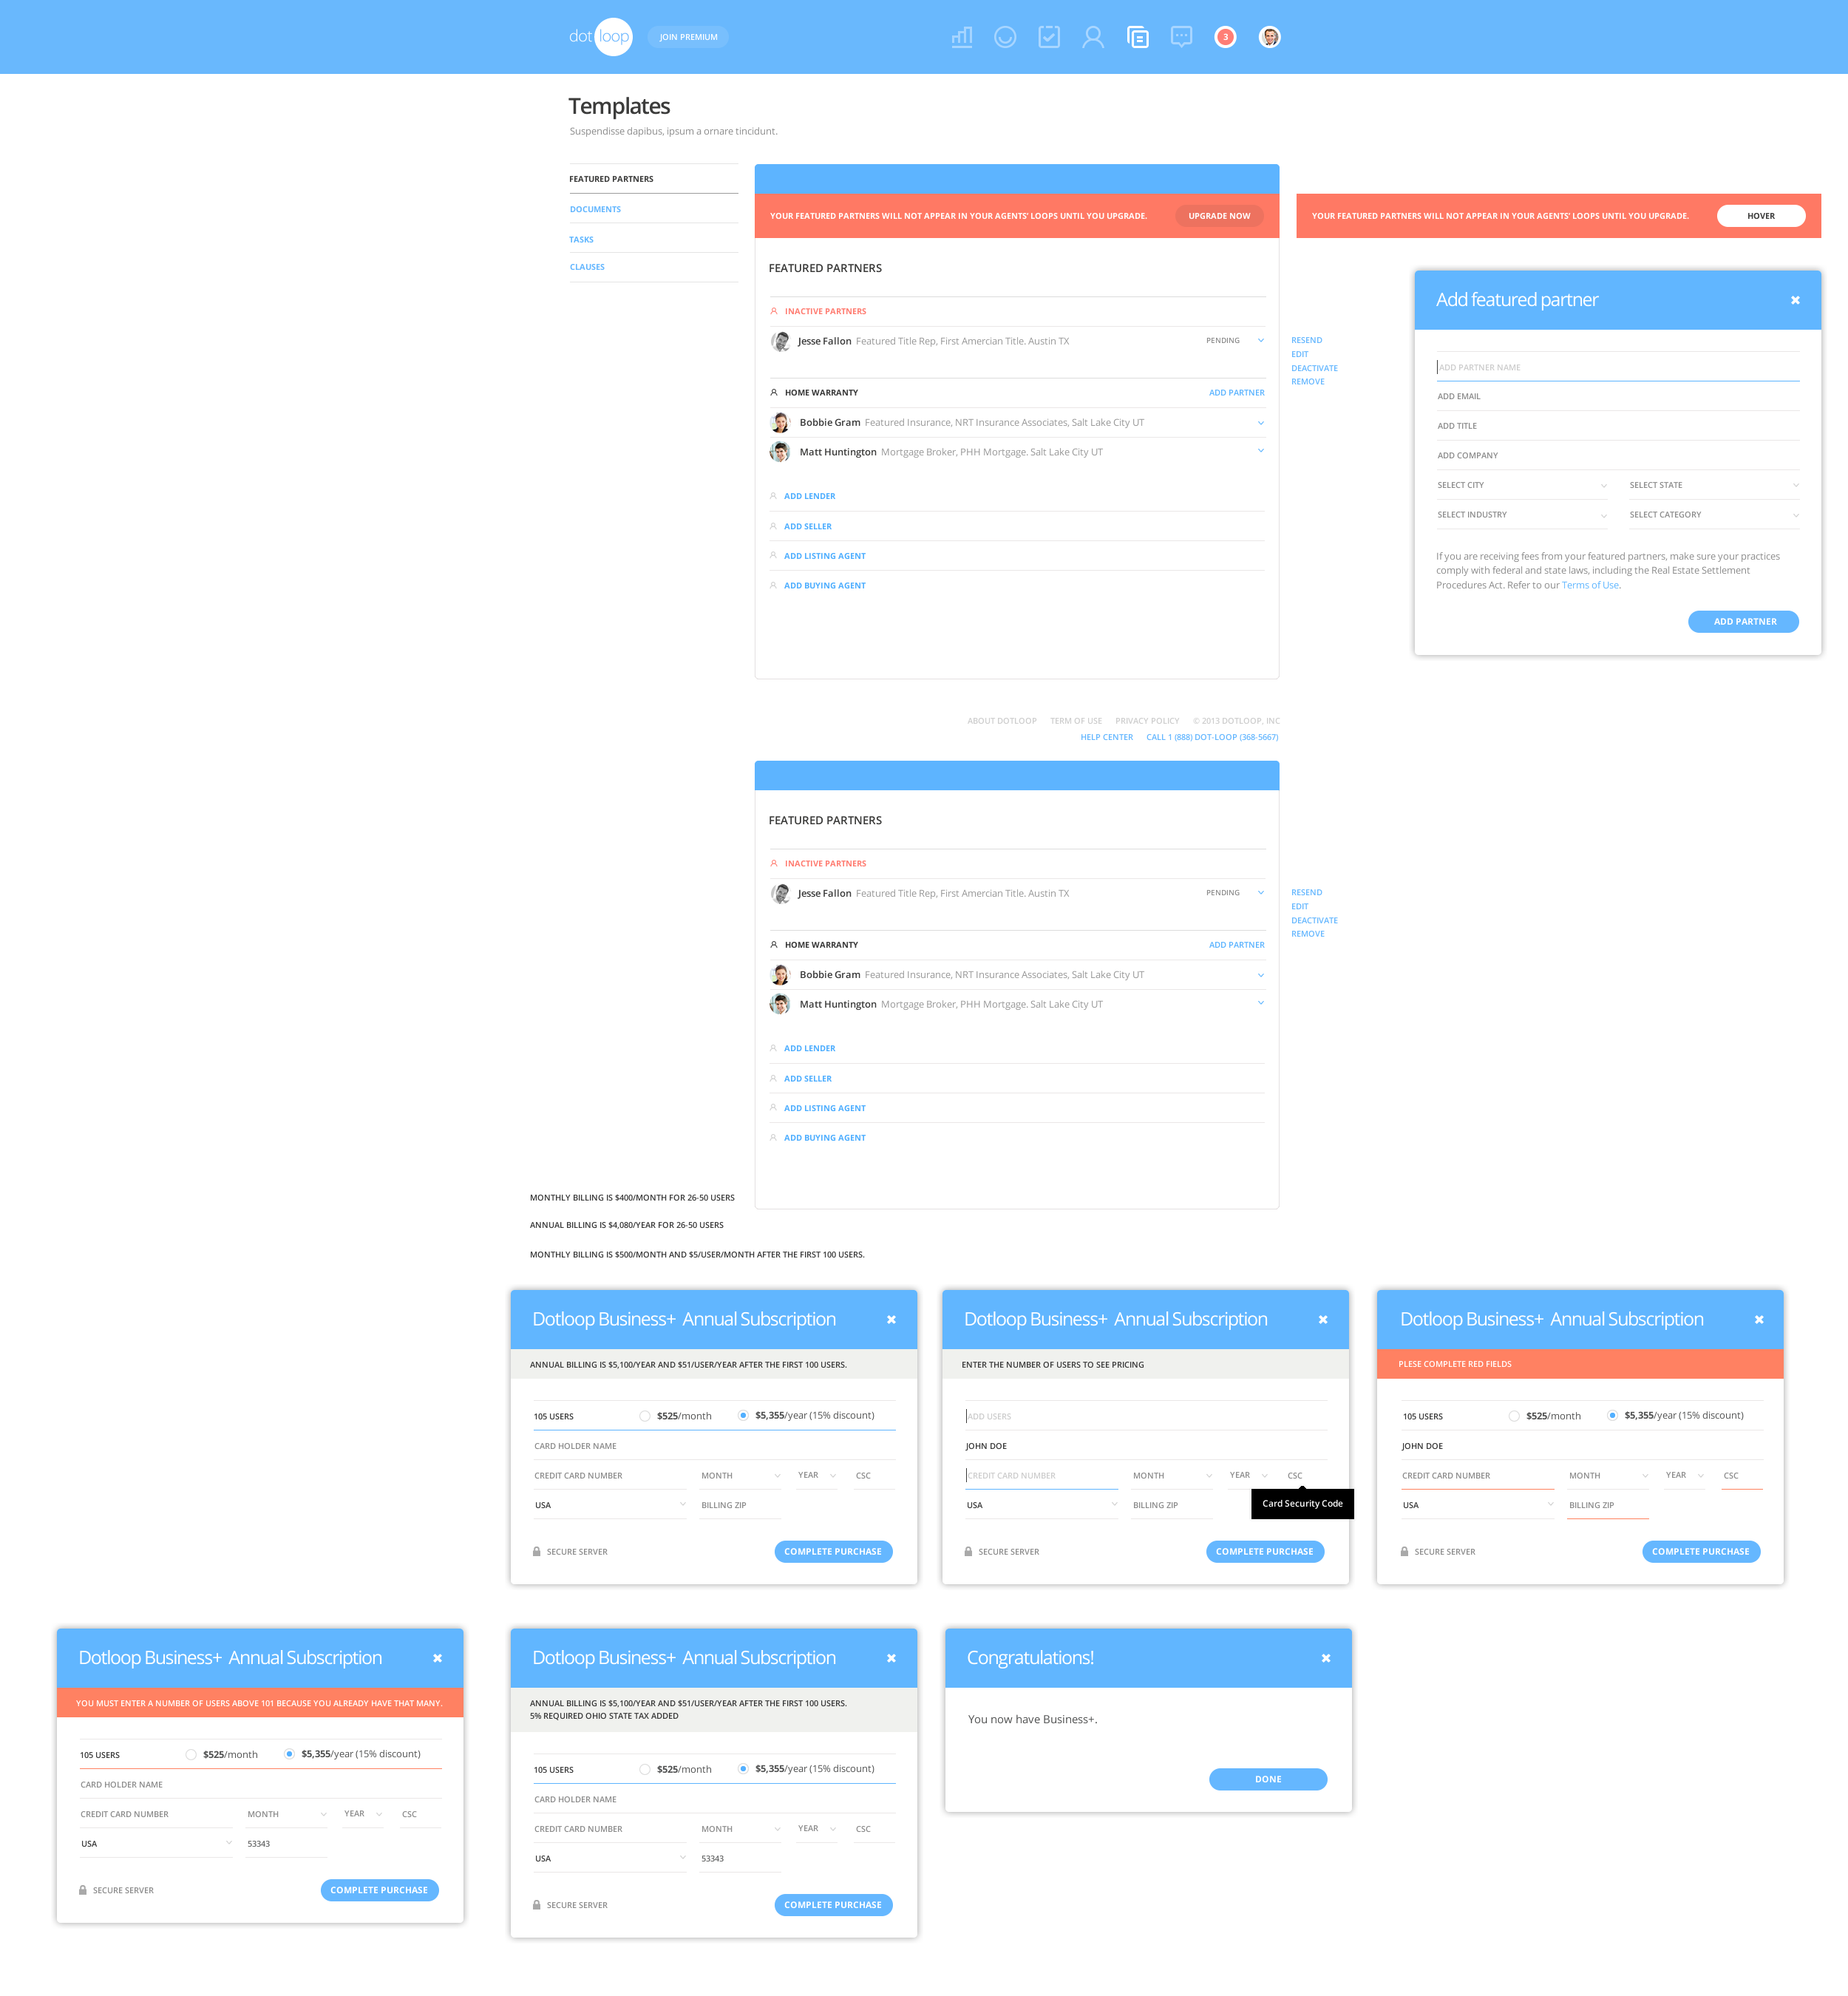 dot loop
JOIN PREMIUM
3
Templates
Suspendisse dapibus, ipsum a ornare tincidunt.
FEATURED PARTNERS
DOCUMENTS
TASKS
CLAUSES
YOUR FEATURED PARTNERS WILL NOT APPEAR IN YOUR AGENTS' LOOPS UNTIL YOU UPGRADE.
UPGRADE NOW
YOUR FEATURED PARTNERS WILL NOT APPEAR IN YOUR AGENTS' LOOPS UNTIL YOU UPGRADE.
HOVER
FEATURED PARTNERS
INACTIVE PARTNERS
Jesse Fallon Featured Title Rep, First Amercian Title. Austin TX
PENDING
RESEND
EDIT
DEACTIVATE
REMOVE
HOME WARRANTY
ADD PARTNER
Bobbie Gram Featured Insurance, NRT Insurance Associates, Salt Lake City UT
Matt Huntington Mortgage Broker, PHH Mortgage. Salt Lake City UT
ADD LENDER
ADD SELLER
ADD LISTING AGENT
ADD BUYING AGENT
Add featured partner
ADD PARTNER NAME
ADD EMAIL
ADD TITLE
ADD COMPANY
SELECT CITY
SELECT STATE
SELECT INDUSTRY
SELECT CATEGORY
If you are receiving fees from your featured partners, make sure your practices
comply with federal and state laws, including the Real Estate Settlement
Procedures Act. Refer to our Terms of Use.
ADD PARTNER
ABOUT DOTLOOP TERM OF USE PRIVACY POLICY © 2013 DOTLOOP, INC
HELP CENTER CALL 1 (888) DOT-LOOP (368-5667)
FEATURED PARTNERS
INACTIVE PARTNERS
Jesse Fallon Featured Title Rep, First Amercian Title. Austin TX
PENDING
RESEND
EDIT
DEACTIVATE
REMOVE
HOME WARRANTY
ADD PARTNER
Bobbie Gram Featured Insurance, NRT Insurance Associates, Salt Lake City UT
Matt Huntington Mortgage Broker, PHH Mortgage. Salt Lake City UT
ADD LENDER
ADD SELLER
ADD LISTING AGENT
ADD BUYING AGENT
MONTHLY BILLING IS $400/MONTH FOR 26-50 USERS
ANNUAL BILLING IS $4,080/YEAR FOR 26-50 USERS
MONTHLY BILLING IS $500/MONTH AND $5/USER/MONTH AFTER THE FIRST 100 USERS.
Dotloop Business+ Annual Subscription
ANNUAL BILLING IS $5,100/YEAR AND $51/USER/YEAR AFTER THE FIRST 100 USERS.
105 USERS
$525/month
$5,355/year (15% discount)
CARD HOLDER NAME
CREDIT CARD NUMBER
MONTH
YEAR
CSC
USA
BILLING ZIP
SECURE SERVER
COMPLETE PURCHASE
Dotloop Business+ Annual Subscription
ENTER THE NUMBER OF USERS TO SEE PRICING
ADD USERS
JOHN DOE
CREDIT CARD NUMBER
MONTH
YEAR
CSC
USA
BILLING ZIP
Card Security Code
SECURE SERVER
COMPLETE PURCHASE
Dotloop Business+ Annual Subscription
PLESE COMPLETE RED FIELDS
105 USERS
$525/month
$5,355/year (15% discount)
JOHN DOE
CREDIT CARD NUMBER
MONTH
YEAR
CSC
USA
BILLING ZIP
SECURE SERVER
COMPLETE PURCHASE
Dotloop Business+ Annual Subscription
YOU MUST ENTER A NUMBER OF USERS ABOVE 101 BECAUSE YOU ALREADY HAVE THAT MANY.
105 USERS
$525/month
$5,355/year (15% discount)
CARD HOLDER NAME
CREDIT CARD NUMBER
MONTH
YEAR
CSC
USA
53343
SECURE SERVER
COMPLETE PURCHASE
Dotloop Business+ Annual Subscription
ANNUAL BILLING IS $5,100/YEAR AND $51/USER/YEAR AFTER THE FIRST 100 USERS.
5% REQUIRED OHIO STATE TAX ADDED
105 USERS
$525/month
$5,355/year (15% discount)
CARD HOLDER NAME
CREDIT CARD NUMBER
MONTH
YEAR
CSC
USA
53343
SECURE SERVER
COMPLETE PURCHASE
Congratulations!
You now have Business+.
DONE